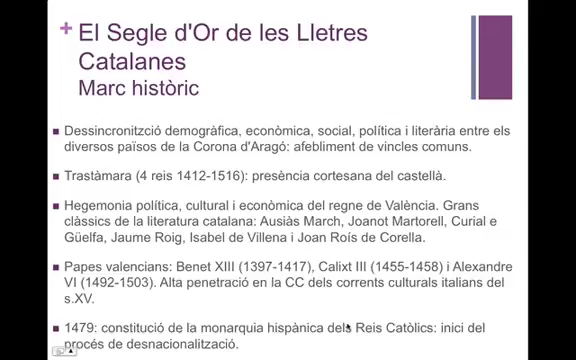 + El Segle d'Or de les Lletres
Catalanes
Marc històric
■ Dessincronitzció demogràfica, econòmica, social, política i literària entre els
diversos països de la Corona d'Aragó: afebliment de vincles comuns.
■ Trastàmara (4 reis 1412-1516): presència cortesana del castellà.
■ Hegemonia política, cultural i econòmica del regne de València. Grans
clàssics de la literatura catalana: Ausiàs March, Joanot Martorell, Curial e
Güelfa, Jaume Roig, Isabel de Villena i Joan Roís de Corella.
■ Papes valencians: Benet XIII (1397-1417), Calixt III (1455-1458) i Alexandre
VI (1492-1503). Alta penetració en la CC dels corrents culturals italians del
s.XV.
■ 1479: constitució de la monarquia hispànica dels Reis Catòlics: inici del
procés de desnacionalització.